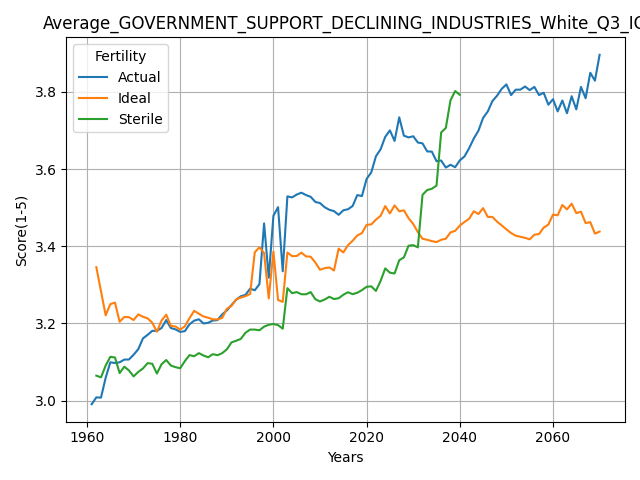 Average_GOVERNMENT_SUPPORT_DECLINING_INDUSTRIES_White_Q3_IC
Fertility
Actual
Ideal
Sterile
Score(1-5)
3.8
3.6
3.4
3.2
3.0
1960 1980 2000 2020 2040 2060
Years